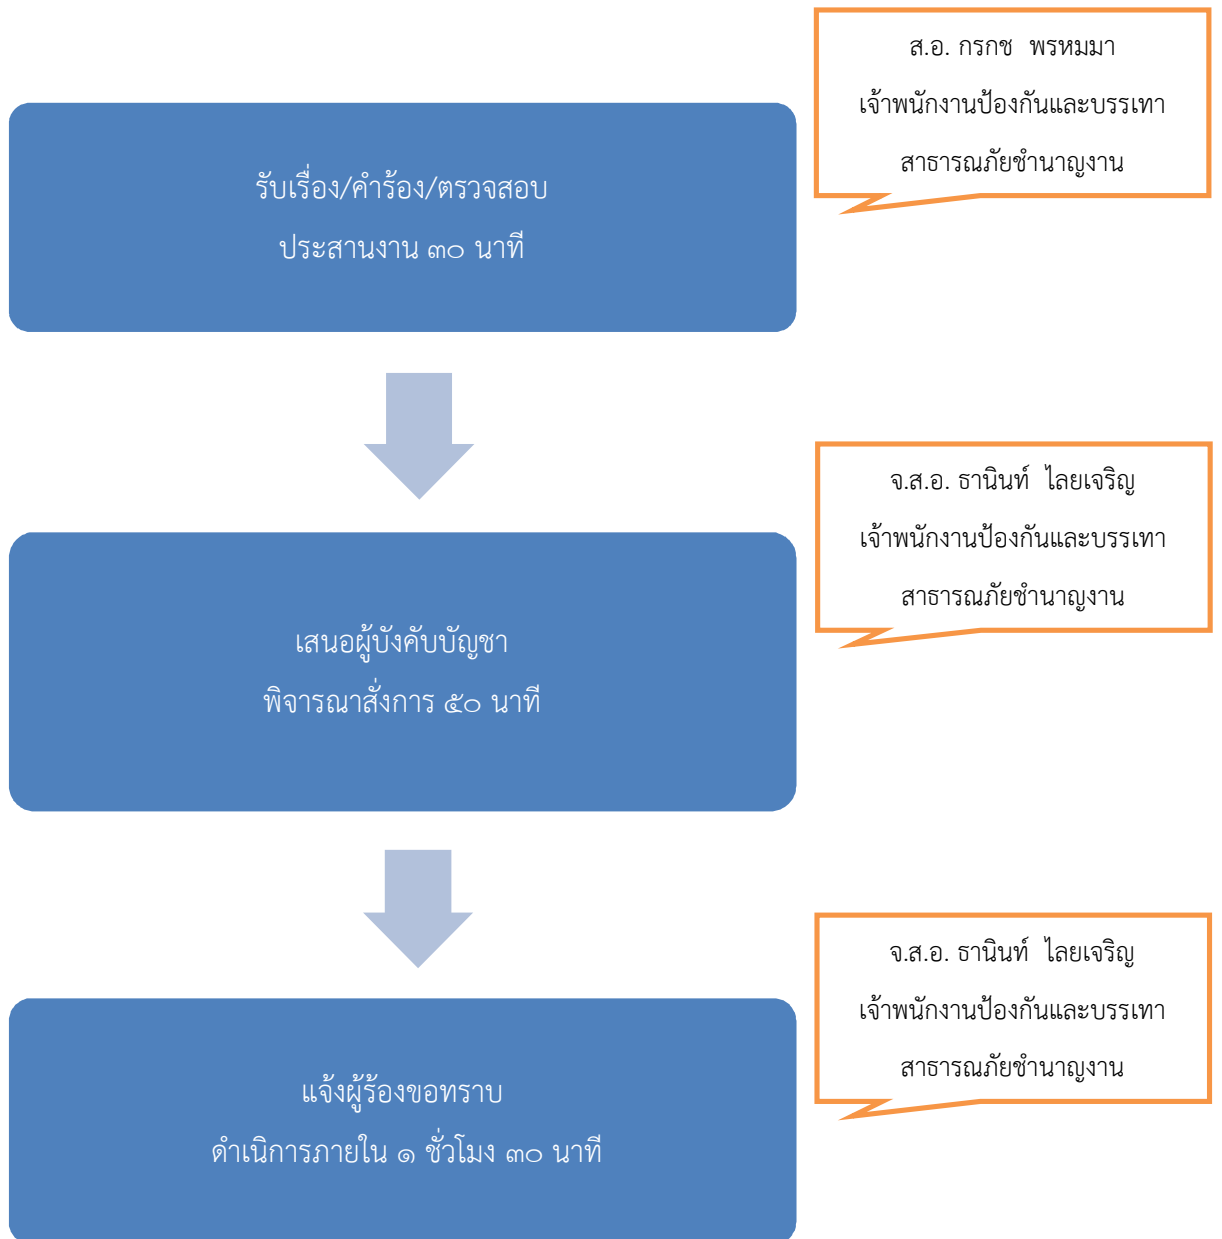 ส.อ. กรกช พรหมมา
เจ้าพนักงานป้องกันและบรรเทา
สาธารณภัยชำนาญงาน
รับเรื่อง/คำร้อง/ตรวจสอบ
ประสานงาน ๓๐ นาที
จ.ส.อ. ธานินท์ ไลยเจริญ
เจ้าพนักงานป้องกันและบรรเทา
สาธารณภัยชำนาญงาน
เสนอผู้บังคับบัญชา
พิจารณาสั่งการ ๕๐ นาที
จ.ส.อ. ธานินท์ ไลยเจริญ
เจ้าพนักงานป้องกันและบรรเทา
สาธารณภัยชำนาญงาน
แจ้งผู้ร้องขอทราบ
ดำเนิการภายใน ๑ ชั่วโมง ๓๐ นาที